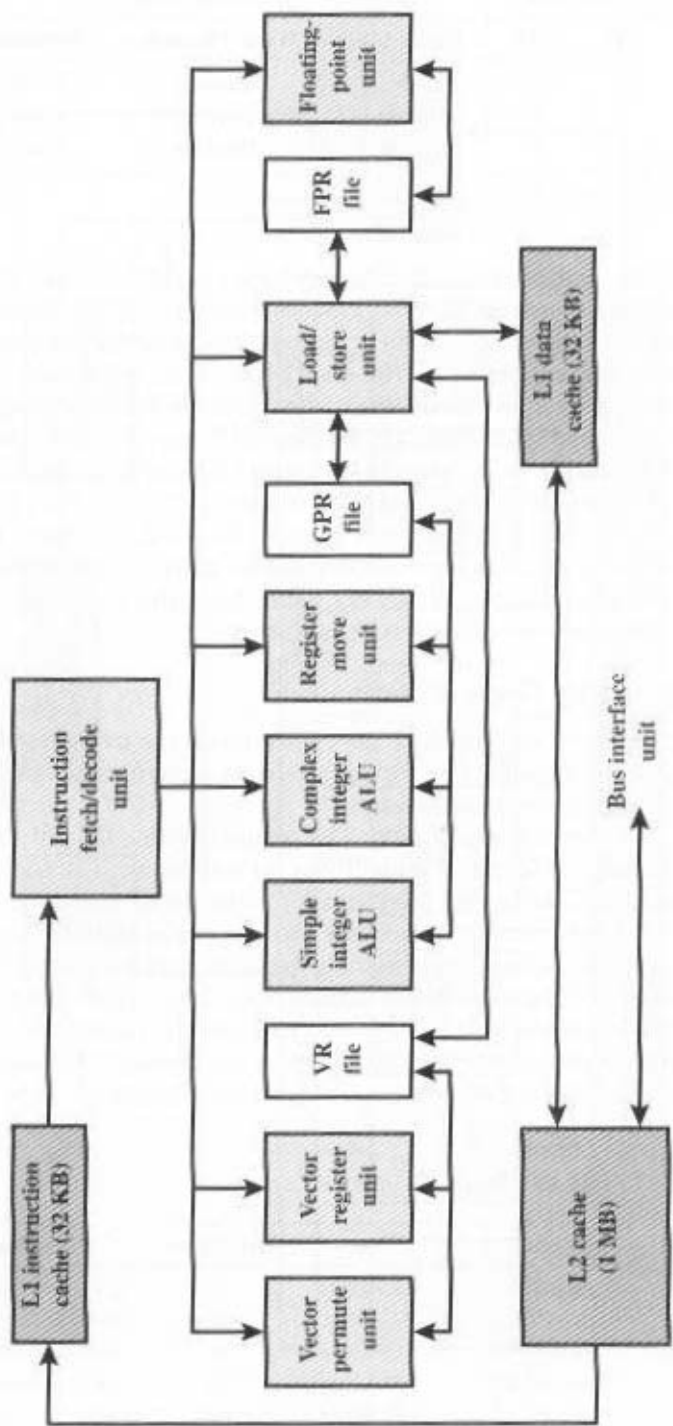 L1 instruction
cache (32 KB)
Instruction
fetch/decode
unit
Vector
permute
unit
Vector
register
unit
VR
file
Simple
integer
ALU
Complex
integer
ALU
Register
move
unit
GPR
file
Load/
store
unit
FPR
file
Floating-
point
unit
L2 cache
(1 MB)
Bus interface
unit
L1 data
cache (32 KB)